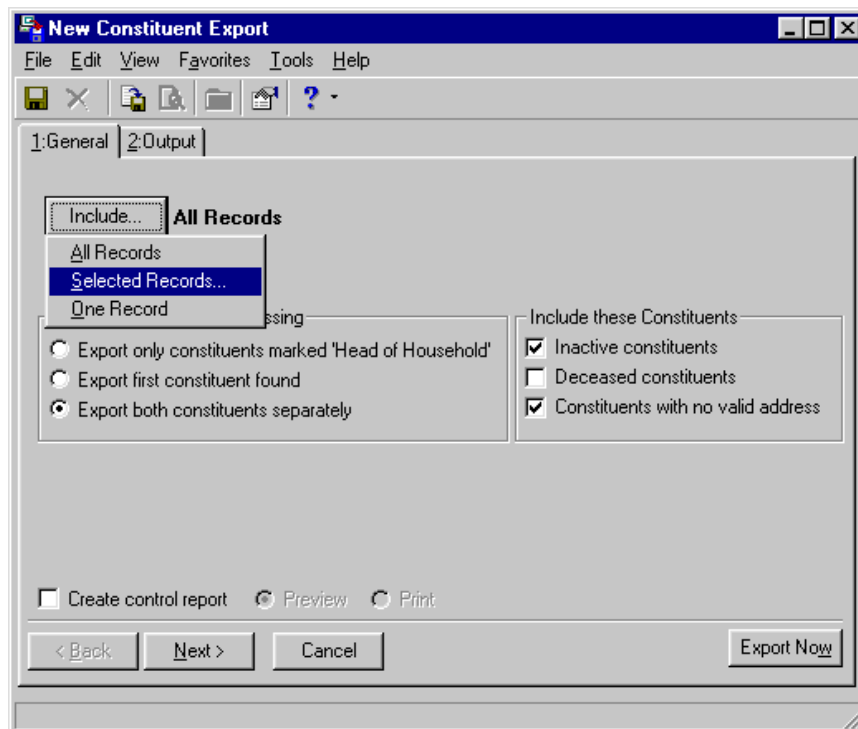 New Constituent Export
File Edit View Favorites Tools Help
?
1:General 2:Output
Include... All Records
All Records
Selected Records...
One Record
ssing
Export only constituents marked 'Head of Household'
Export first constituent found
Export both constituents separately
Include these Constituents
Inactive constituents
Deceased constituents
Constituents with no valid address
Create control report Preview Print
< Back Next > Cancel Export Now